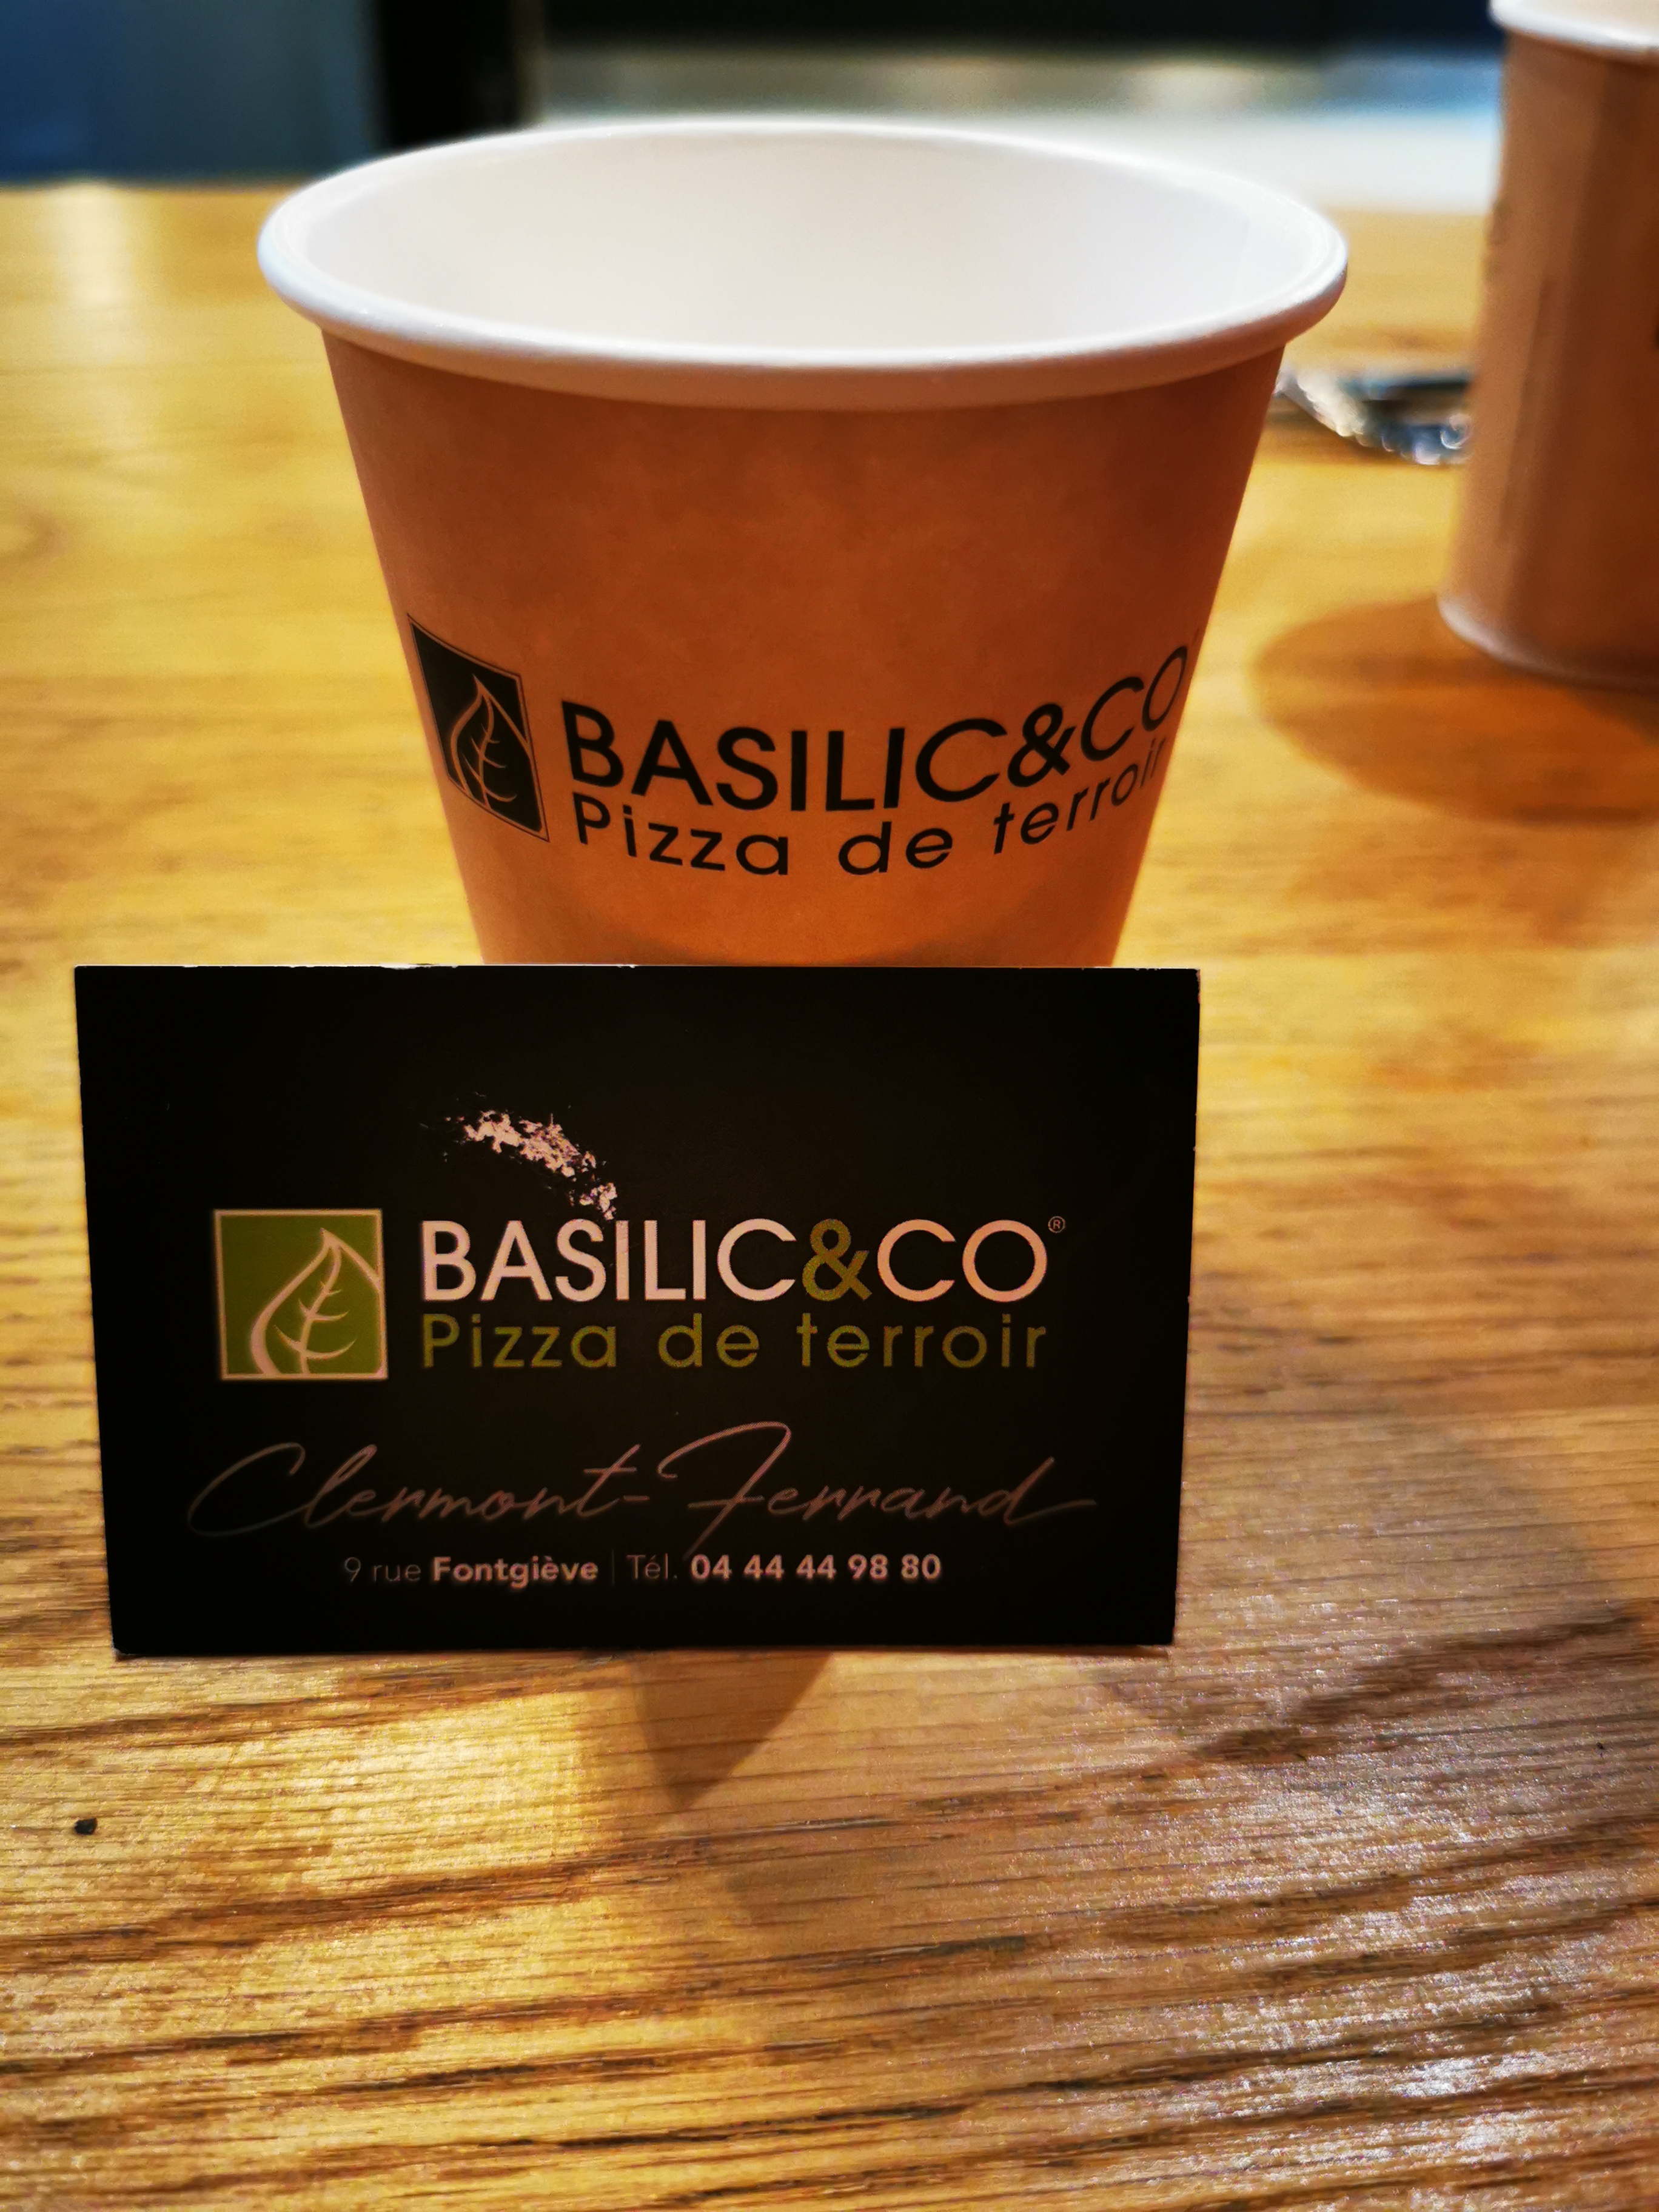 BASILIC&CO
Pizza de terroir
BASILIC&CO®
Pizza de terroir
Clermont-Ferrand
9 rue Fontgiève | Tél. 04 44 44 98 80